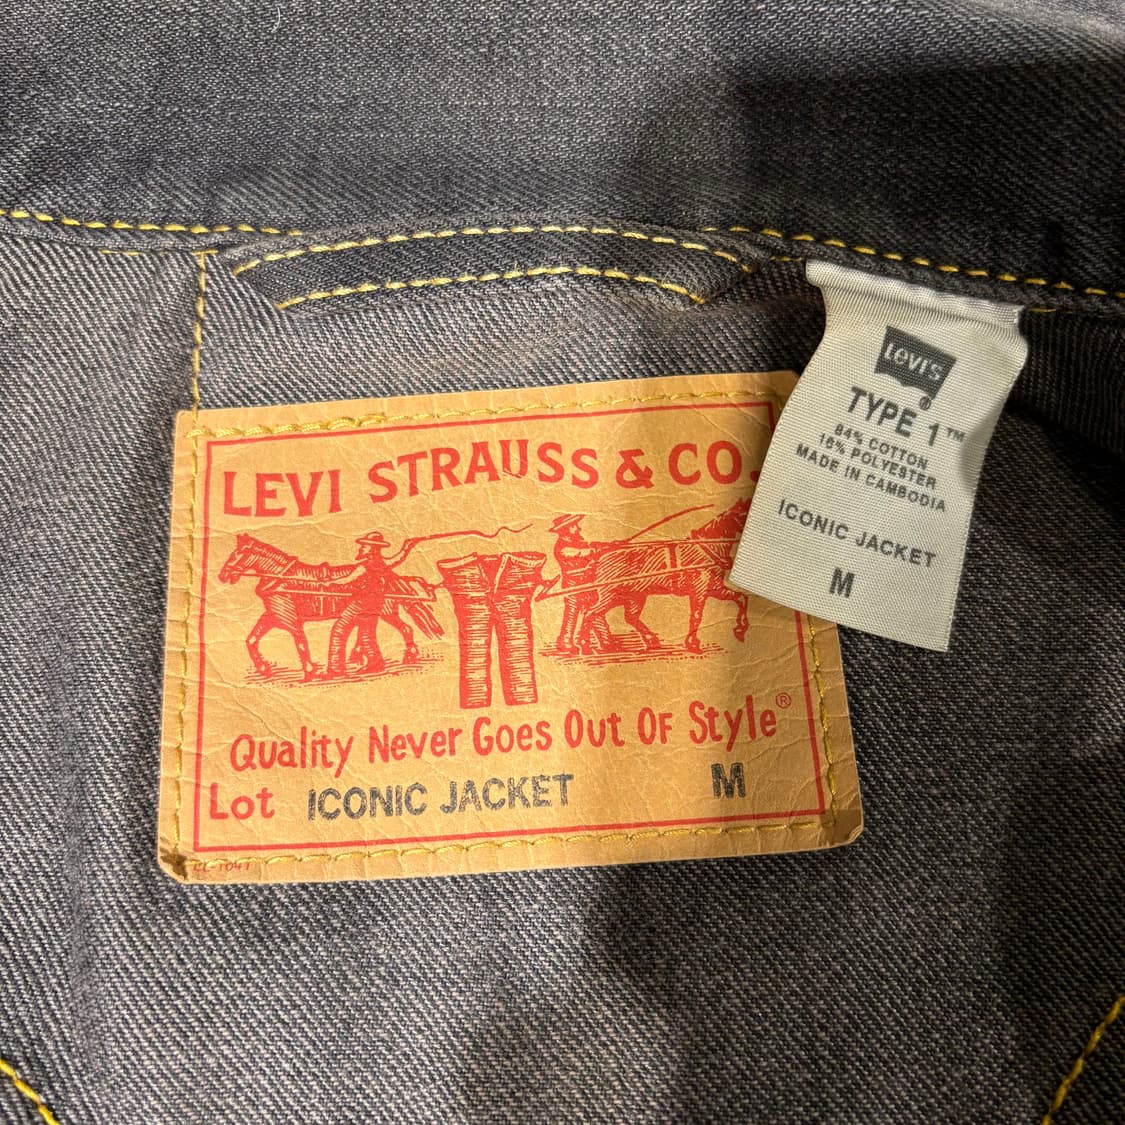 LEVI STRAUSS & CO.
Quality Never Goes Out Of Style®
Lot ICONIC JACKET M
LEVI'S
®
TYPE 1™
84% COTTON
16% POLYESTER
MADE IN CAMBODIA
ICONIC JACKET
M